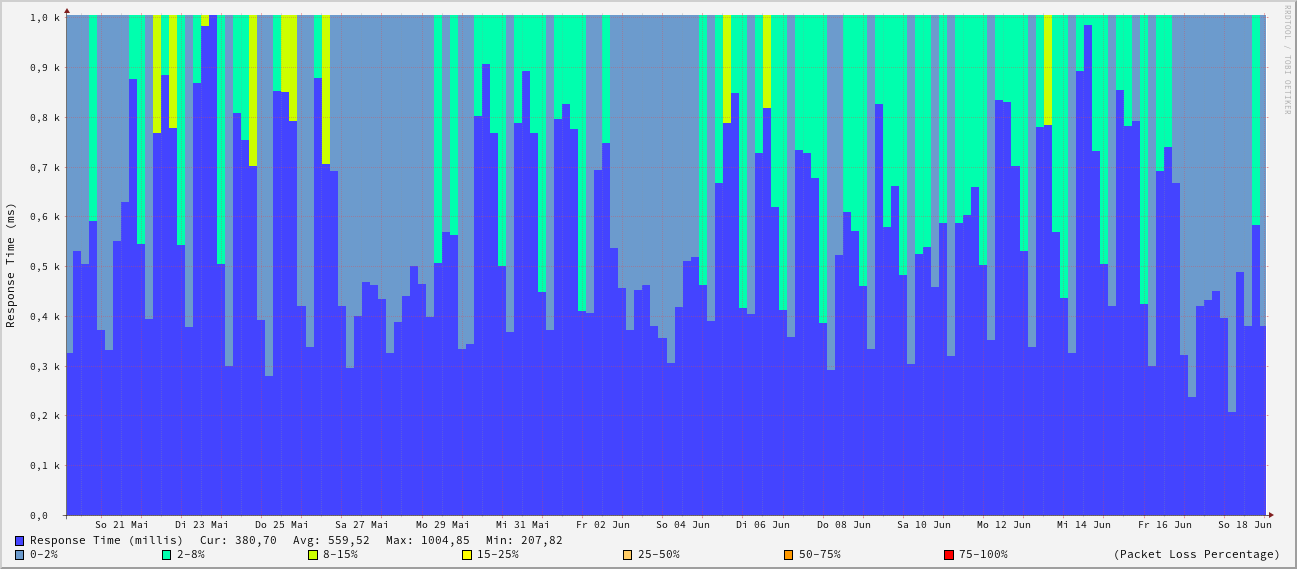 RRDTOOL / TOBI OETIKER
Response Time (ms)
1,0 k
0,9 k
0,8 k
0,7 k
0,6 k
0,5 k
0,4 k
0,3 k
0,2 k
0,1 k
0,0
So 21 Mai Di 23 Mai Do 25 Mai Sa 27 Mai Mo 29 Mai Mi 31 Mai Fr 02 Jun So 04 Jun Di 06 Jun Do 08 Jun Sa 10 Jun Mo 12 Jun Mi 14 Jun Fr 16 Jun So 18 Jun
Response Time (millis) Cur: 380,70 Avg: 559,52 Max: 1004,85 Min: 207,82
0-2% 2-8% 8-15% 15-25% 25-50% 50-75% 75-100% (Packet Loss Percentage)